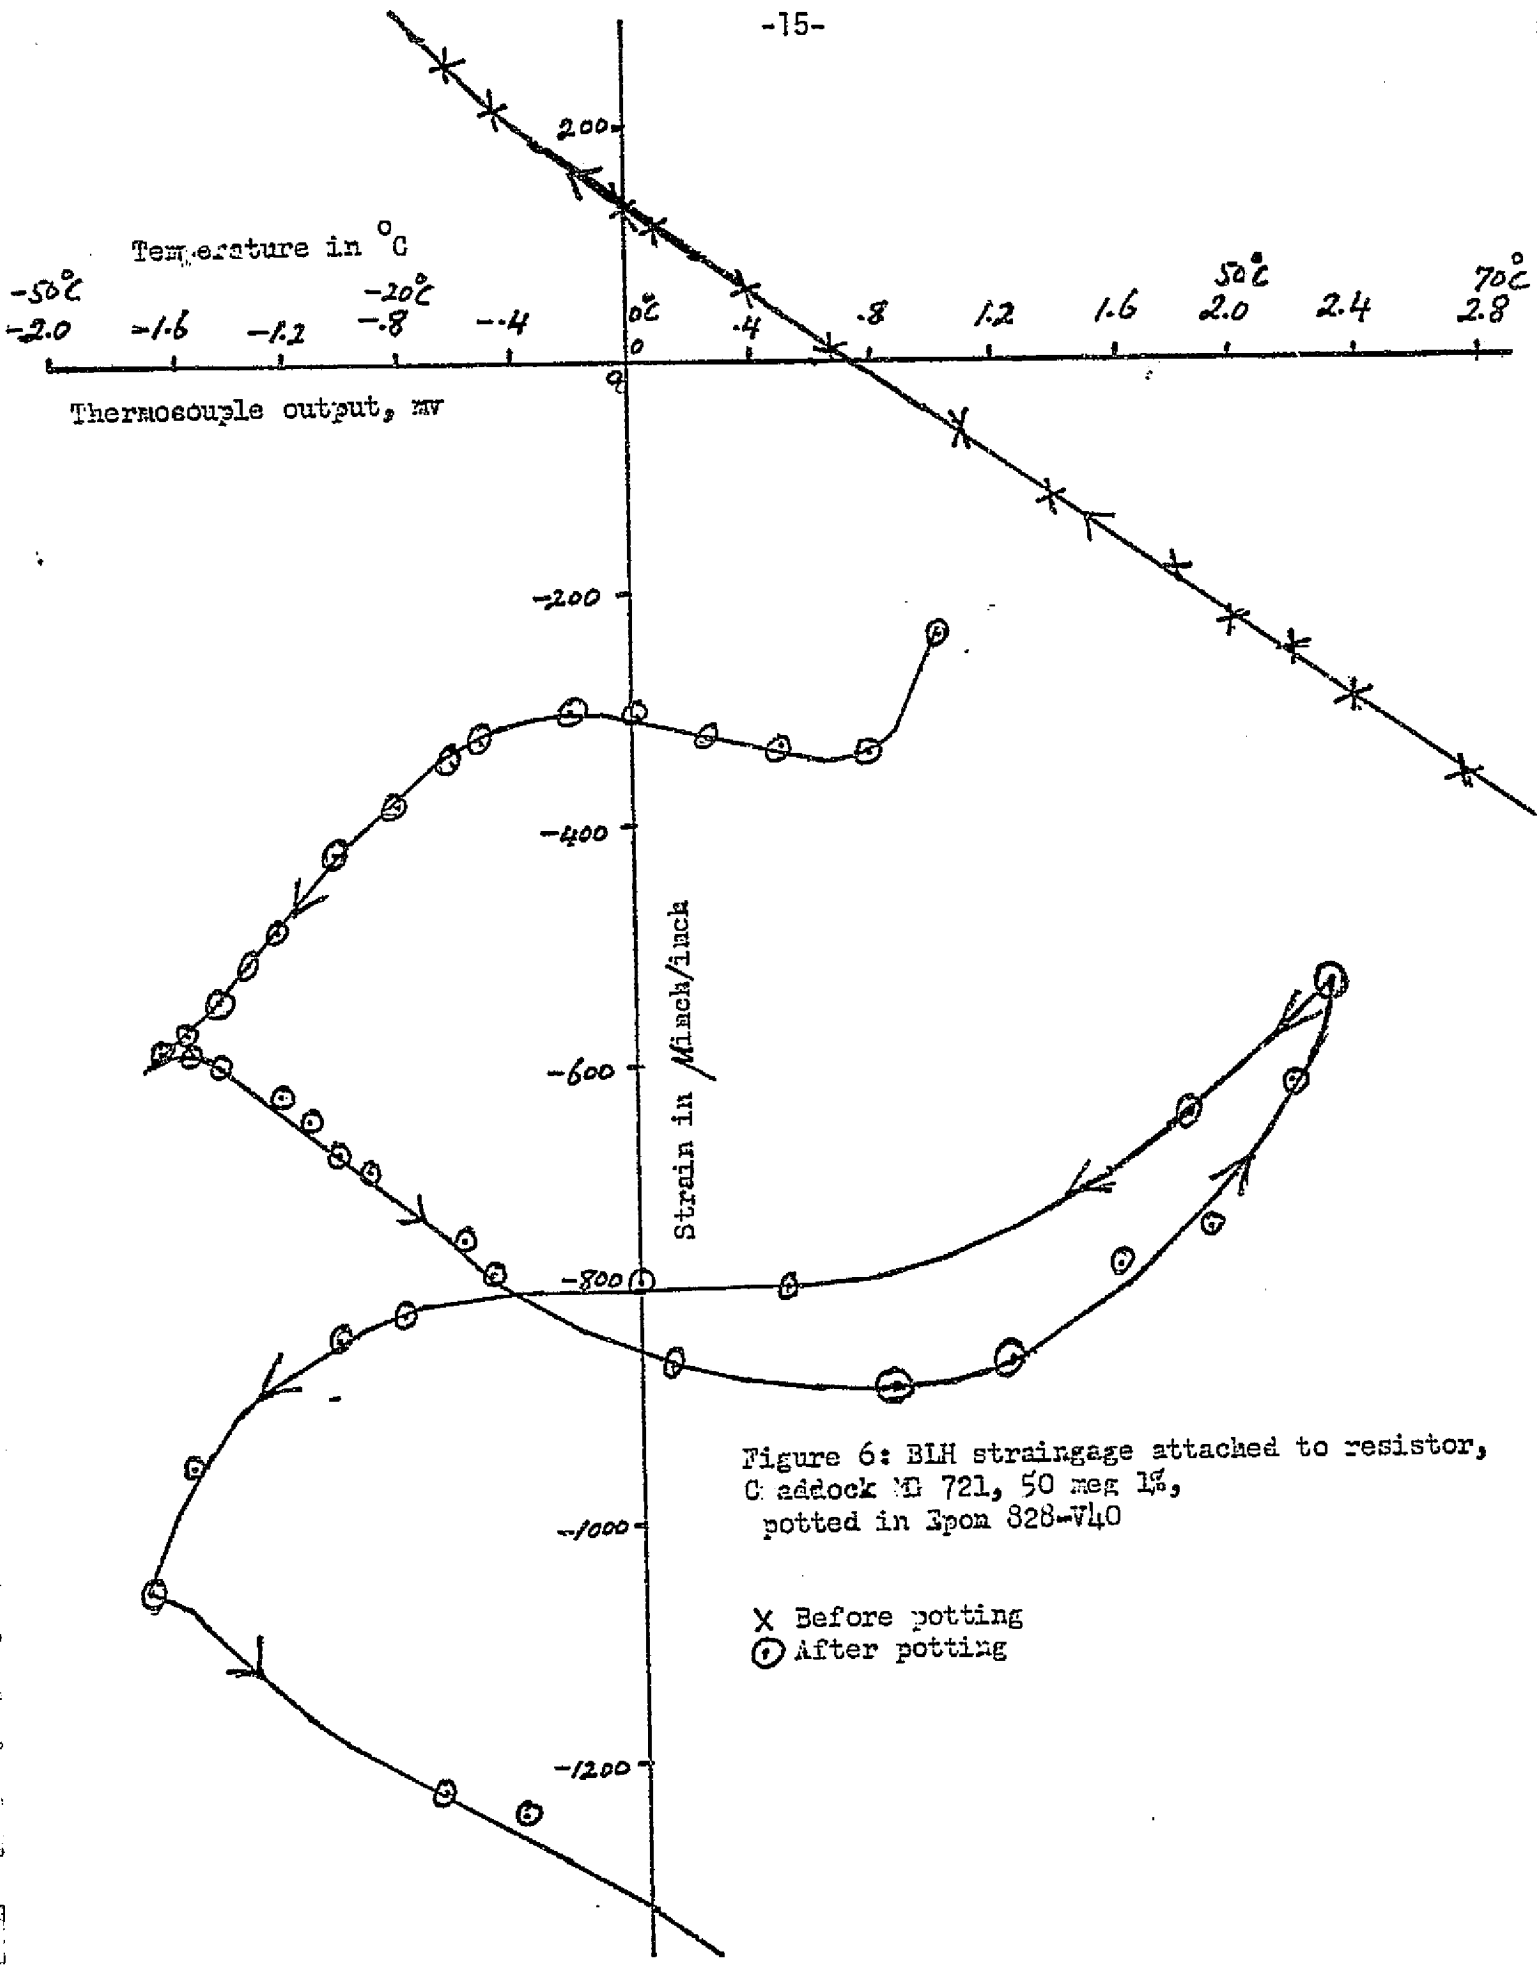 -15-
200
Temperature in °C
-50°C -20°C 0°C 50°C 70°C
-2.0 -1.6 -1.2 -.8 -.4 .4 .8 1.2 1.6 2.0 2.4 2.8
0
0
Thermocouple output, mv
-200
-400
Strain in μinch/inch
-600
-800
Figure 6: BLH straingage attached to resistor,
C addock 721, 50 meg 1%,
potted in Epon 828-V40
-1000
X Before potting
⊙ After potting
-1200